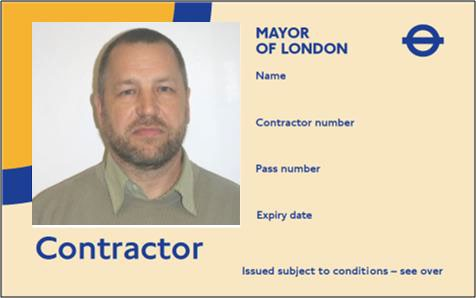 MAYOR
OF LONDON
Name
Contractor number
Pass number
Expiry date
Contractor
Issued subject to conditions – see over